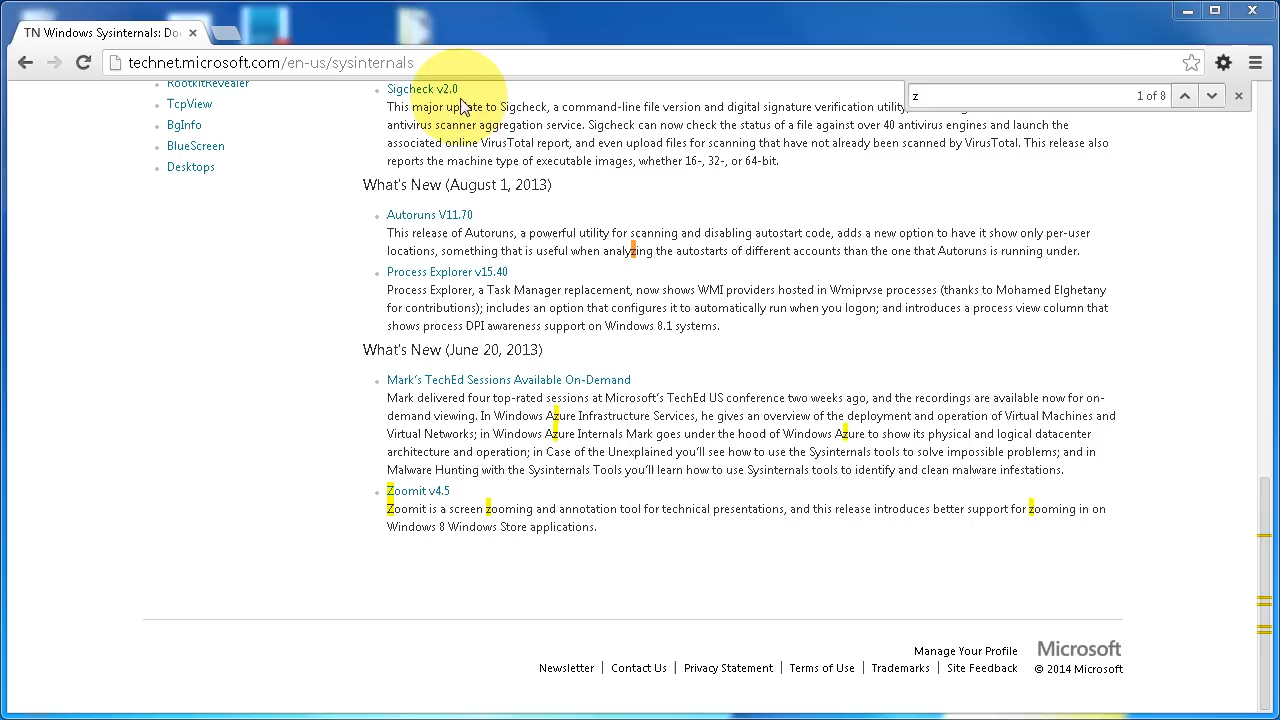 TN Windows Sysinternals: Do
technet.microsoft.com/en-us/sysinternals
z
1 of 8
RootkitRevealer
TcpView
BgInfo
BlueScreen
Desktops
Sigcheck v2.0
This major update to Sigcheck, a command-line file version and digital signature verification utility,
antivirus scanner aggregation service. Sigcheck can now check the status of a file against over 40 antivirus engines and launch the
associated online VirusTotal report, and even upload files for scanning that have not already been scanned by VirusTotal. This release also
reports the machine type of executable images, whether 16-, 32-, or 64-bit.
What's New (August 1, 2013)
Autoruns V11.70
This release of Autoruns, a powerful utility for scanning and disabling autostart code, adds a new option to have it show only per-user
locations, something that is useful when analyzing the autostarts of different accounts than the one that Autoruns is running under.
Process Explorer v15.40
Process Explorer, a Task Manager replacement, now shows WMI providers hosted in Wmiprvse processes (thanks to Mohamed Elghetany
for contributions); includes an option that configures it to automatically run when you logon; and introduces a process view column that
shows process DPI awareness support on Windows 8.1 systems.
What's New (June 20, 2013)
Mark's TechEd Sessions Available On-Demand
Mark delivered four top-rated sessions at Microsoft's TechEd US conference two weeks ago, and the recordings are available now for on-
demand viewing. In Windows Azure Infrastructure Services, he gives an overview of the deployment and operation of Virtual Machines and
Virtual Networks; in Windows Azure Internals Mark goes under the hood of Windows Azure to show its physical and logical datacenter
architecture and operation; in Case of the Unexplained you'll see how to use the Sysinternals tools to solve impossible problems; and in
Malware Hunting with the Sysinternals Tools you'll learn how to use Sysinternals tools to identify and clean malware infestations.
Zoomit v4.5
Zoomit is a screen zooming and annotation tool for technical presentations, and this release introduces better support for zooming in on
Windows 8 Windows Store applications.
Manage Your Profile
Microsoft
Newsletter | Contact Us | Privacy Statement | Terms of Use | Trademarks | Site Feedback
© 2014 Microsoft